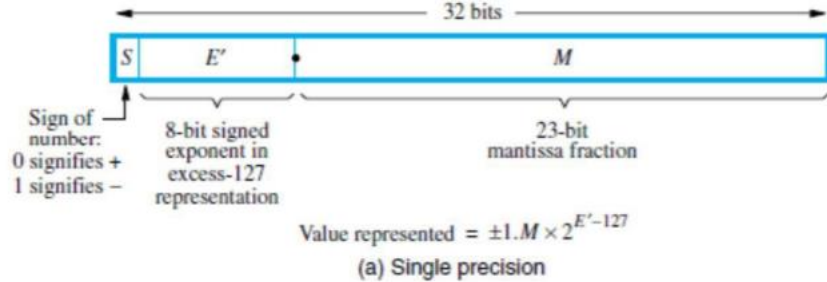 32 bits
S E′ M
Sign of
number:
0 signifies +
1 signifies −
8-bit signed
exponent in
excess-127
representation
23-bit
mantissa fraction
Value represented = ±1.M × 2^{E′−127}
(a) Single precision